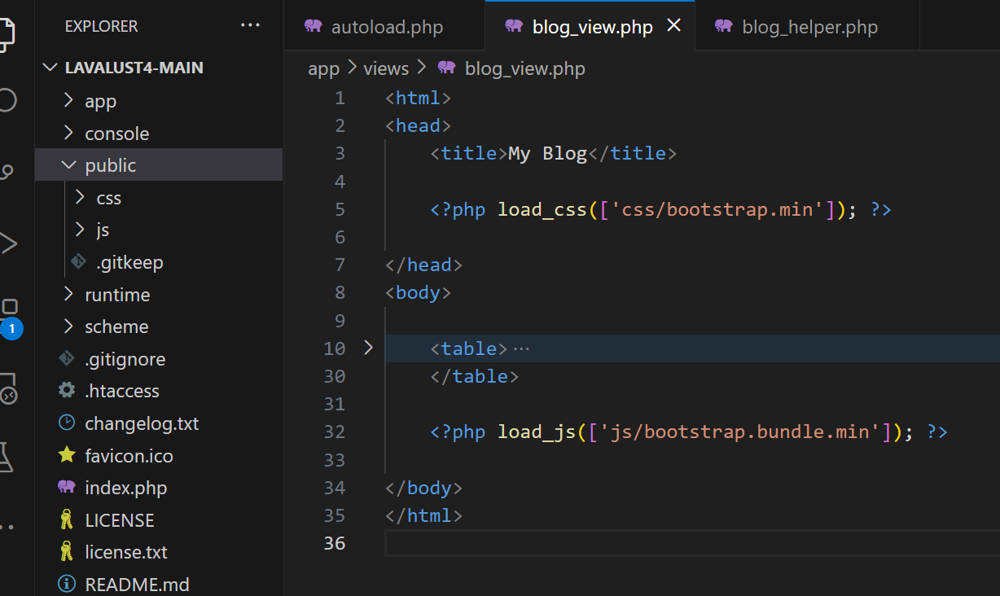 EXPLORER ...
LAVALUST4-MAIN
app
console
public
css
js
.gitkeep
runtime
scheme
.gitignore
.htaccess
changelog.txt
favicon.ico
index.php
LICENSE
license.txt
README.md
1
autoload.php blog_view.php blog_helper.php
app > views > blog_view.php
1 <html>
2 <head>
3 <title>My Blog</title>
4
5 <?php load_css(['css/bootstrap.min']); ?>
6
7 </head>
8 <body>
9
10 <table> ...
30 </table>
31
32 <?php load_js(['js/bootstrap.bundle.min']); ?>
33
34 </body>
35 </html>
36